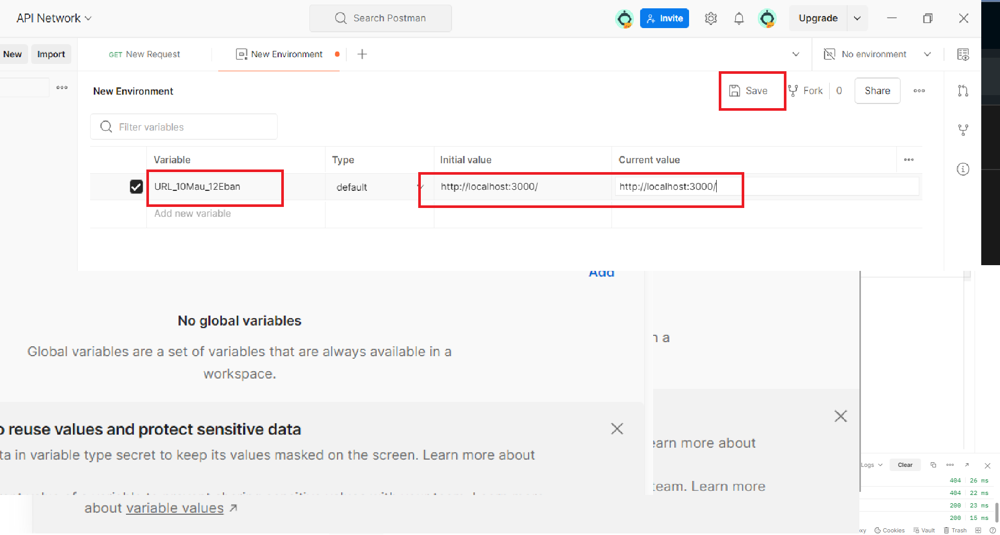 API Network
Search Postman
Invite
Upgrade
New
Import
GET New Request
New Environment
No environment
New Environment
Save
Fork
0
Share
Filter variables
Variable
Type
Initial value
Current value
URL_10Mau_12Eban
default
http://localhost:3000/
http://localhost:3000/
Add new variable
Add
No global variables
Global variables are a set of variables that are always available in a
workspace.
n a
reuse values and protect sensitive data
ta in variable type secret to keep its values masked on the screen. Learn more about
earn more about
team. Learn more
about variable values
Logs
Clear
404 26 ms
404 22 ms
200 23 ms
200 15 ms
xy
Cookies
Vault
Trash